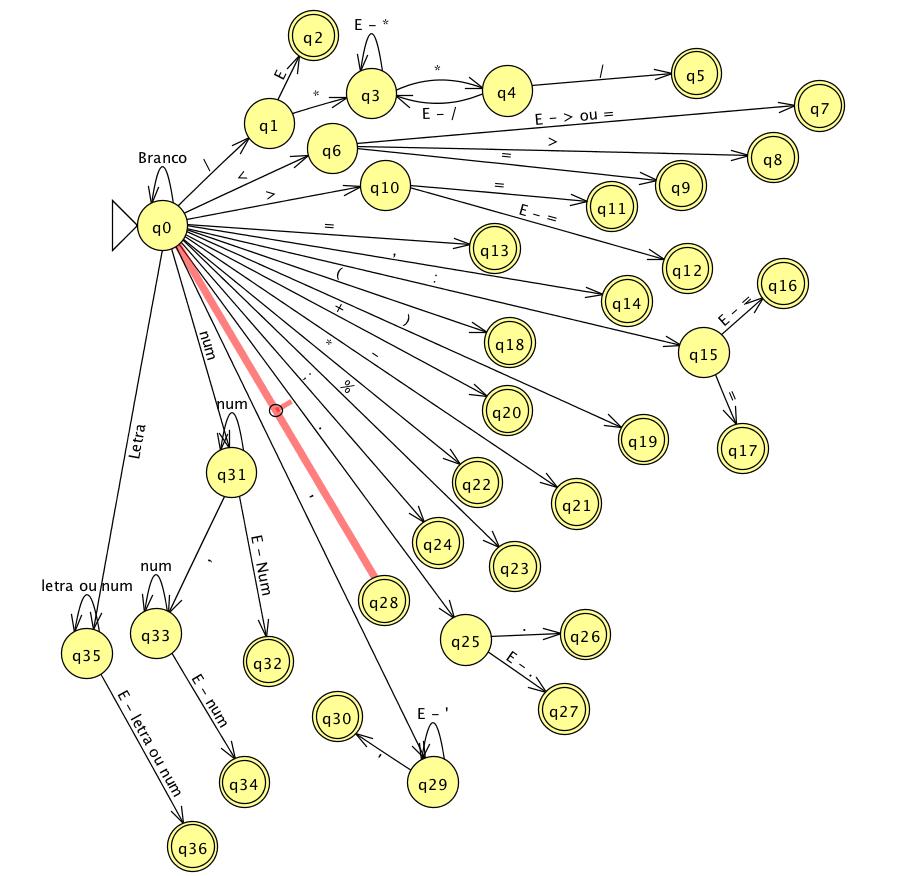 q2
E - *
E
*
q3
*
q4
E - /
/
q5
q1
E - > ou =
q7
/
q6
>
q8
Branco
<
=
q9
q10
=
q11
>
E - =
q12
q0
=
q13
,
q14
:
q15
E - =
q16
=
q17
(
q18
)
q19
+
q20
-
q21
*
q22
%
q23
;
q24
.
q25
.
q26
E - .
q27
q28
'
E - '
q29
'
q30
num
num
q31
E - Num
q32
,
num
q33
E - num
q34
Letra
letra ou num
q35
E - letra ou num
q36